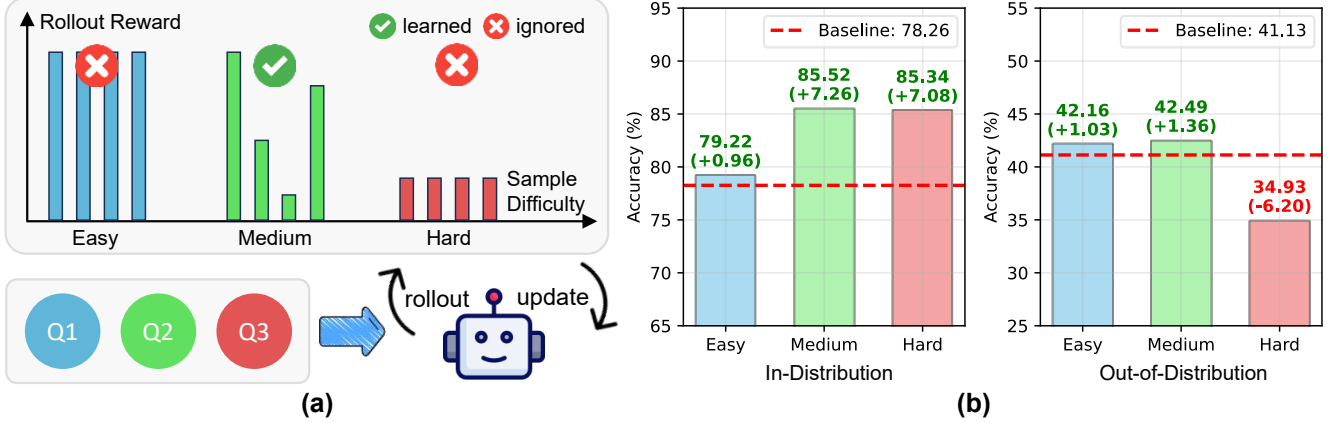 Rollout Reward
learned
ignored
Sample
Difficulty
Easy
Medium
Hard
Q1
Q2
Q3
rollout
update
(a)
95
90
85
80
75
70
65
Accuracy (%)
Baseline: 78.26
79.22
(+0.96)
85.52
(+7.26)
85.34
(+7.08)
Easy
Medium
Hard
In-Distribution
55
50
45
40
35
30
25
Accuracy (%)
Baseline: 41.13
42.16
(+1.03)
42.49
(+1.36)
34.93
(-6.20)
Easy
Medium
Hard
Out-of-Distribution
(b)